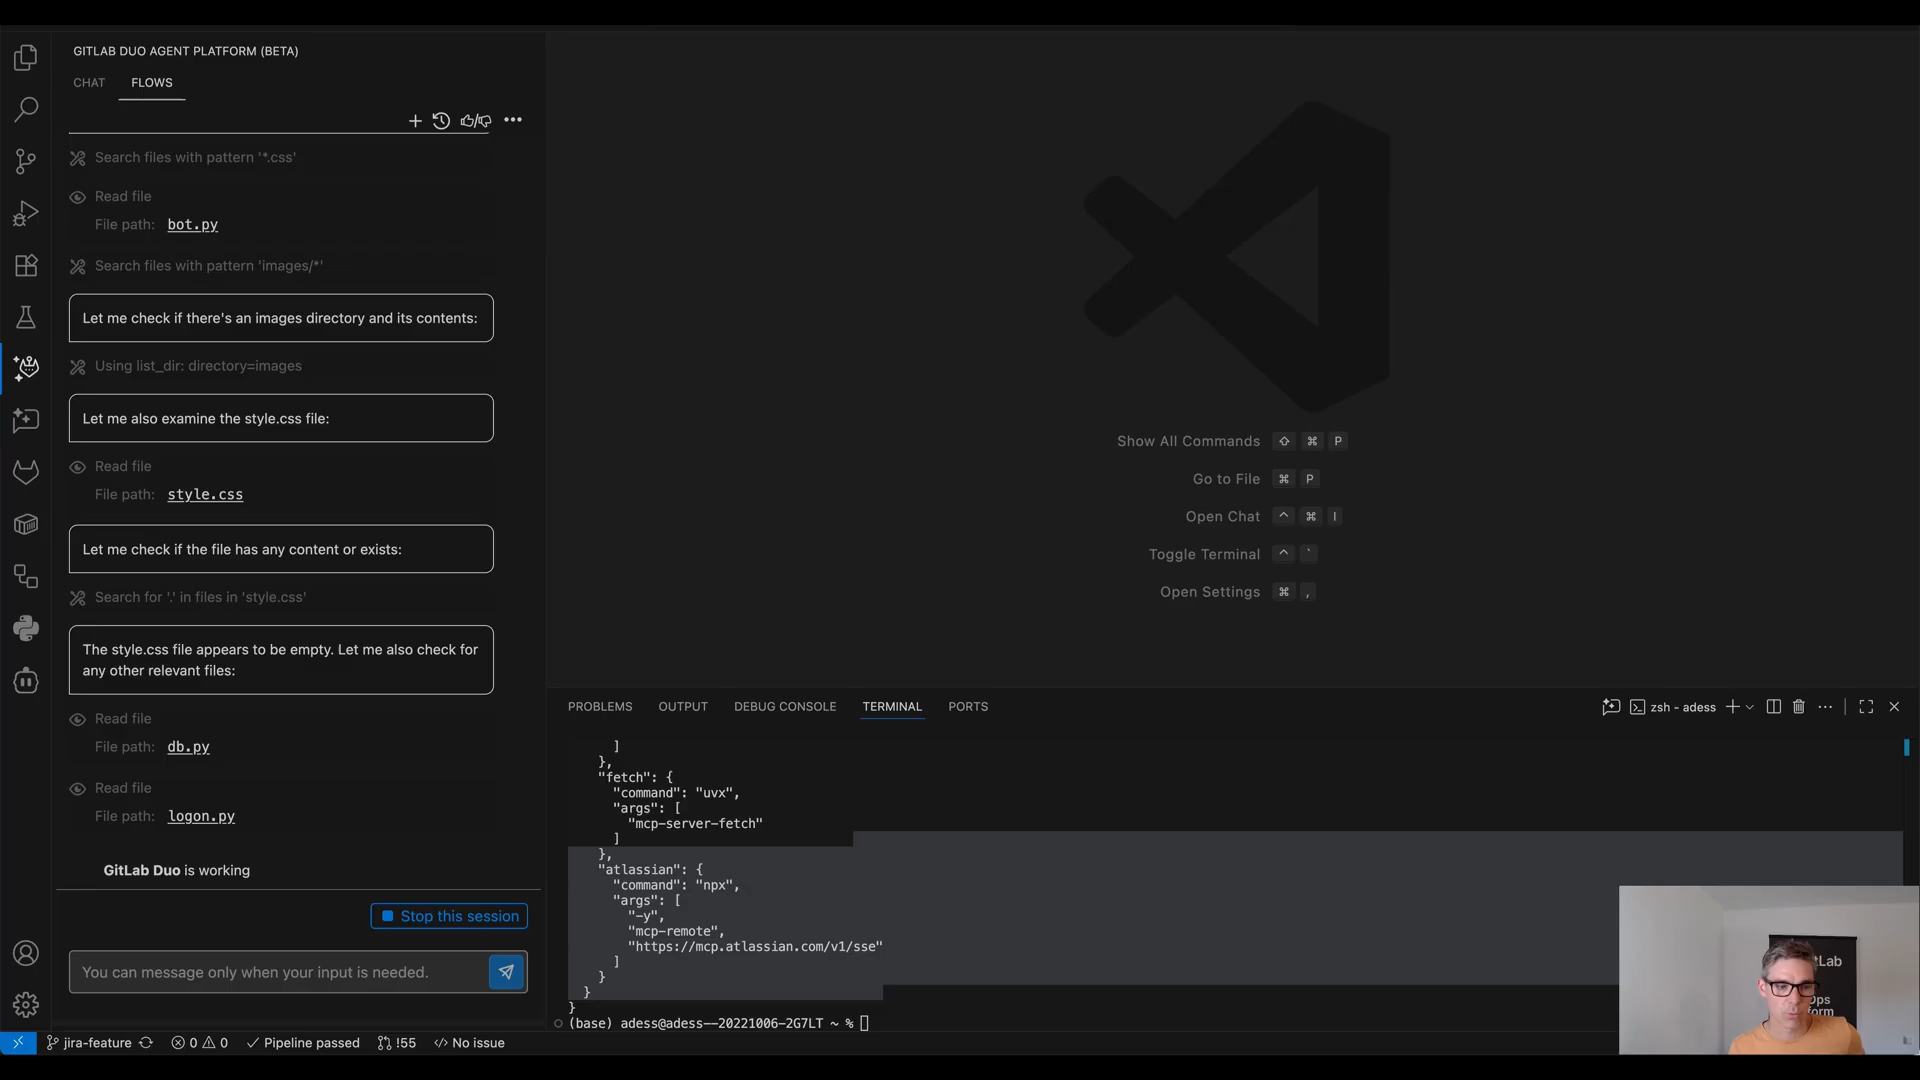 GITLAB DUO AGENT PLATFORM (BETA)
CHAT
FLOWS
Search files with pattern '*.css'
Read file
File path: bot.py
Search files with pattern 'images/*'
Let me check if there's an images directory and its contents:
Using list_dir: directory=images
Let me also examine the style.css file:
Read file
File path: style.css
Let me check if the file has any content or exists:
Search for '.' in files in 'style.css'
The style.css file appears to be empty. Let me also check for
any other relevant files:
Read file
File path: db.py
Read file
File path: logon.py
GitLab Duo is working
Stop this session
You can message only when your input is needed.
Show All Commands ⇧ ⌘ P
Go to File ⌘ P
Open Chat ^ ⌘ I
Toggle Terminal ^ `
Open Settings ⌘ ,
PROBLEMS
OUTPUT
DEBUG CONSOLE
TERMINAL
PORTS
zsh - adess
]
},
"fetch": {
"command": "uvx",
"args": [
"mcp-server-fetch"
]
},
"atlassian": {
"command": "npx",
"args": [
"-y",
"mcp-remote",
"https://mcp.atlassian.com/v1/sse"
]
}
}
}
(base) adess@adess--20221006-2G7LT ~ %
jira-feature
0
0
Pipeline passed
!55
No issue